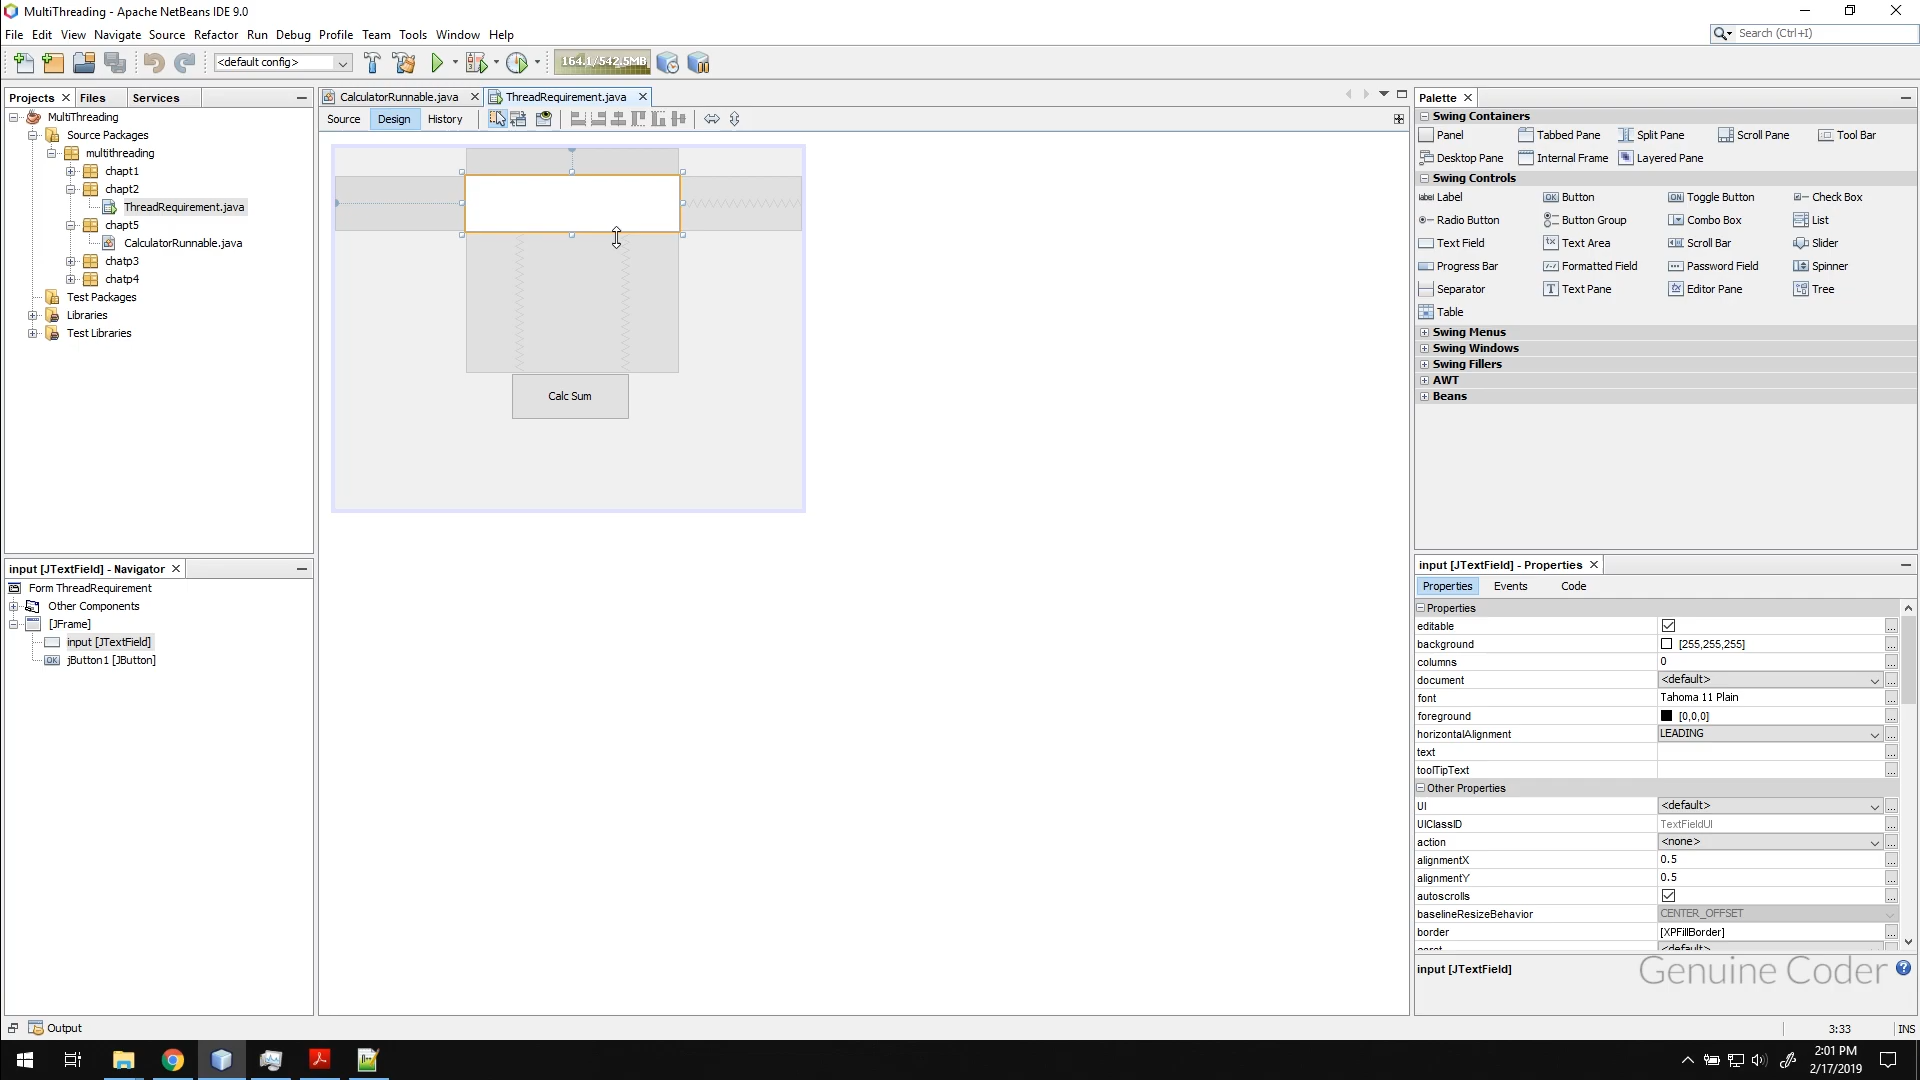 MultiThreading - Apache NetBeans IDE 9.0
File Edit View Navigate Source Refactor Run Debug Profile Team Tools Window Help
Search (Ctrl+I)
<default config>
164.1/542.5MB
Projects Files Services
CalculatorRunnable.java ThreadRequirement.java
Source Design History
MultiThreading
Source Packages
multithreading
chapt1
chapt2
ThreadRequirement.java
chapt5
CalculatorRunnable.java
chatp3
chatp4
Test Packages
Libraries
Test Libraries
Calc Sum
Palette
Swing Containers
Panel Tabbed Pane Split Pane Scroll Pane Tool Bar
Desktop Pane Internal Frame Layered Pane
Swing Controls
label Label OK Button ON Toggle Button Check Box
Radio Button Button Group Combo Box List
Text Field Text Area Scroll Bar Slider
Progress Bar Formatted Field Password Field Spinner
Separator Text Pane Editor Pane Tree
Table
Swing Menus
Swing Windows
Swing Fillers
AWT
Beans
input [JTextField] - Navigator
Form ThreadRequirement
Other Components
[JFrame]
input [JTextField]
OK jButton1 [JButton]
input [JTextField] - Properties
Properties Events Code
Properties
editable
background [255,255,255]
columns 0
document <default>
font Tahoma 11 Plain
foreground [0,0,0]
horizontalAlignment LEADING
text
toolTipText
Other Properties
UI <default>
UIClassID TextFieldUI
action <none>
alignmentX 0.5
alignmentY 0.5
autoscrolls
baselineResizeBehavior CENTER_OFFSET
border [XPFillBorder]
caret <default>
input [JTextField]
Genuine Coder
Output
3:33 INS
2:01 PM
2/17/2019